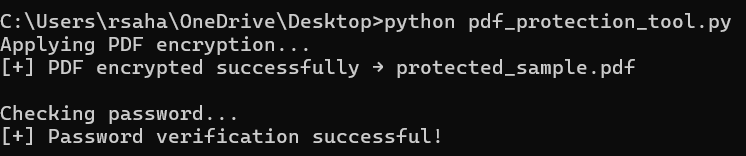 C:\Users\rsaha\OneDrive\Desktop>python pdf_protection_tool.py
Applying PDF encryption...
[+] PDF encrypted successfully → protected_sample.pdf
Checking password...
[+] Password verification successful!